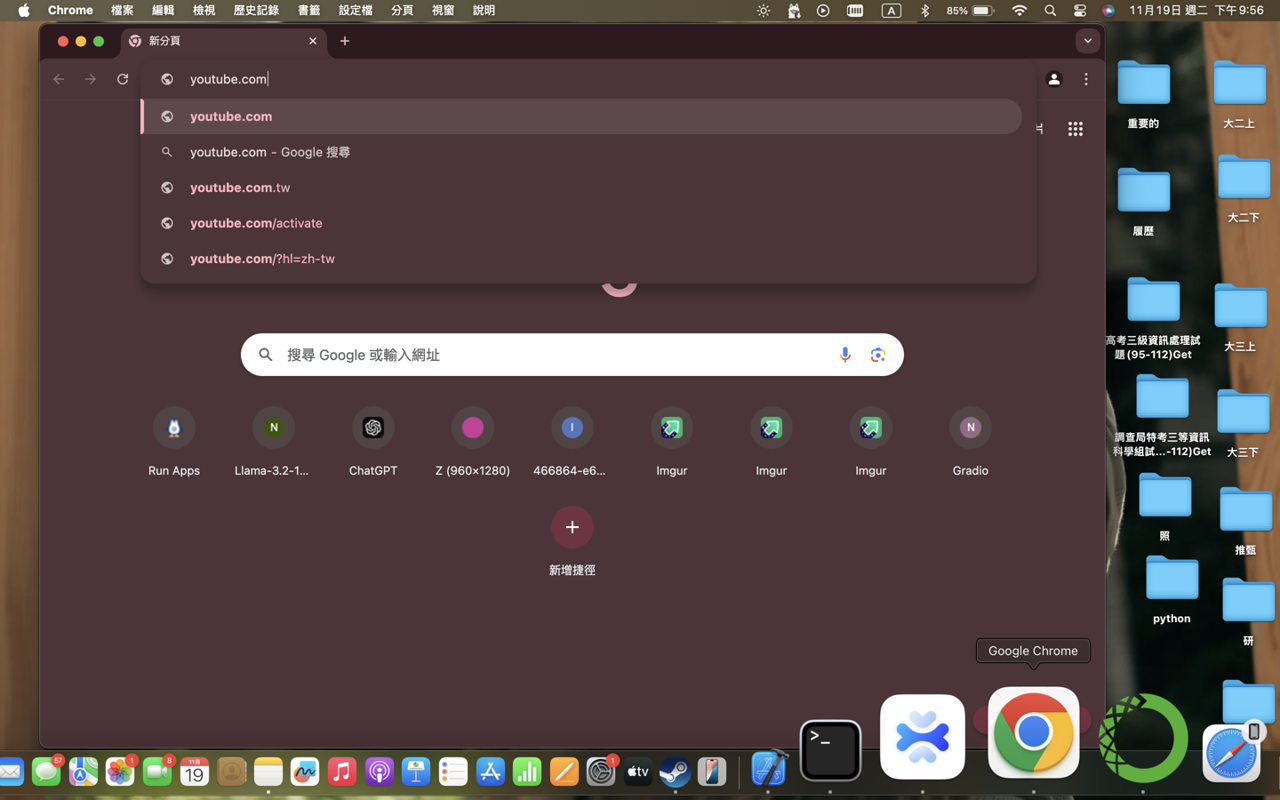 Chrome 檔案 編輯 檢視 歷史記錄 書籤 設定檔 分頁 視窗 說明 A 85% 11月19日 週二 下午9:56
新分頁
youtube.com
youtube.com
youtube.com - Google 搜尋
youtube.com.tw
youtube.com/activate
youtube.com/?hl=zh-tw
搜尋 Google 或輸入網址
N I N
Run Apps Llama-3.2-1... ChatGPT Z (960×1280) 466864-e6... Imgur Imgur Imgur Gradio
新增捷徑
重要的 大二上
履歷 大二下
高考三級資訊處理試
題 (95-112)Get
大三上
調查局特考三等資訊
科學組試...-112)Get
大三下
照 推甄
python
研
Google Chrome
57 1 8 11月 19 1 tv >_